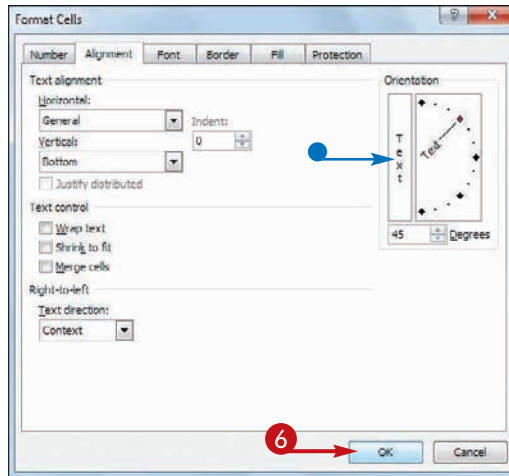 Format Cells
Number Alignment Font Border Fill Protection
Text alignment
Orientation
Horizontal:
General
Indent:
Vertical:
0
Bottom
Justify distributed
Text
Text
Text control
Wrap text
Shrink to fit
Merge cells
45 Degrees
Right-to-left
Text direction:
Context
6
OK Cancel